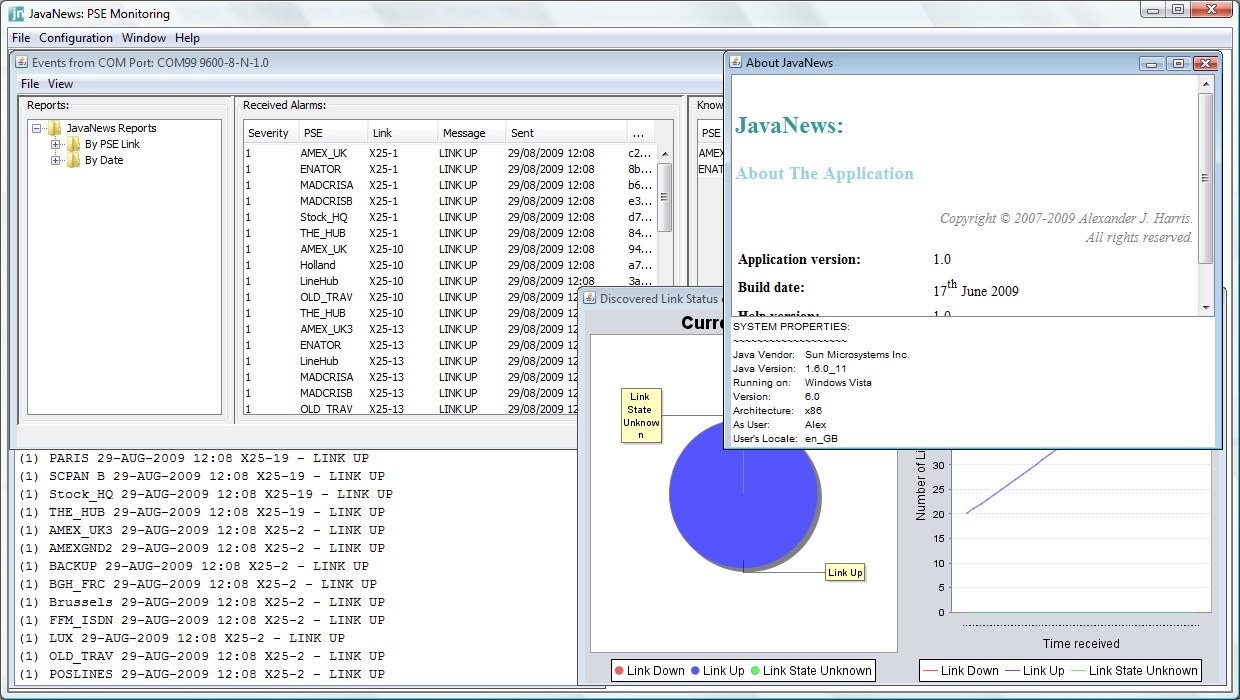 JavaNews: PSE Monitoring
File Configuration Window Help
Events from COM Port: COM99 9600-8-N-1.0
File View
Reports:
JavaNews Reports
By PSE Link
By Date
Received Alarms:
Severity PSE Link Message Sent ...
1 AMEX_UK X25-1 LINK UP 29/08/2009 12:08 c2...
1 ENATOR X25-1 LINK UP 29/08/2009 12:08 8b...
1 MADCRISA X25-1 LINK UP 29/08/2009 12:08 b6...
1 MADCRISB X25-1 LINK UP 29/08/2009 12:08 e3...
1 Stock_HQ X25-1 LINK UP 29/08/2009 12:08 d7...
1 THE_HUB X25-1 LINK UP 29/08/2009 12:08 84...
1 AMEX_UK X25-10 LINK UP 29/08/2009 12:08 94...
1 Holland X25-10 LINK UP 29/08/2009 12:08 a7...
1 LineHub X25-10 LINK UP 29/08/2009 12:08 3a...
1 OLD_TRAV X25-10 LINK UP 29/08/2009 12
1 THE_HUB X25-10 LINK UP 29/08/2009 12
1 AMEX_UK3 X25-13 LINK UP 29/08/2009 12
1 ENATOR X25-13 LINK UP 29/08/2009 12
1 LineHub X25-13 LINK UP 29/08/2009 12
1 MADCRISA X25-13 LINK UP 29/08/2009 12
1 MADCRISB X25-13 LINK UP 29/08/2009 12
1 OLD_TRAV X25-13 LINK UP 29/08/2009 12
Know
PSE
AMEX
ENAT
About JavaNews
JavaNews:
About The Application
Copyright © 2007-2009 Alexander J. Harris.
All rights reserved.
Application version: 1.0
Build date: 17th June 2009
Help version: 1.0
SYSTEM PROPERTIES:
~~~~~~~~~~~~~~~~~~~
Java Vendor: Sun Microsystems Inc.
Java Version: 1.6.0_11
Running on: Windows Vista
Version: 6.0
Architecture: x86
As User: Alex
User's Locale: en_GB
Discovered Link Status
Curre
Link
State
Unknow
n
Link Up
Link Down Link Up Link State Unknown
Number of Li
30
25
20
15
10
5
0
Time received
Link Down Link Up Link State Unknown
(1) PARIS 29-AUG-2009 12:08 X25-19 - LINK UP
(1) SCPAN B 29-AUG-2009 12:08 X25-19 - LINK UP
(1) Stock_HQ 29-AUG-2009 12:08 X25-19 - LINK UP
(1) THE_HUB 29-AUG-2009 12:08 X25-19 - LINK UP
(1) AMEX_UK3 29-AUG-2009 12:08 X25-2 - LINK UP
(1) AMEXGND2 29-AUG-2009 12:08 X25-2 - LINK UP
(1) BACKUP 29-AUG-2009 12:08 X25-2 - LINK UP
(1) BGH_FRC 29-AUG-2009 12:08 X25-2 - LINK UP
(1) Brussels 29-AUG-2009 12:08 X25-2 - LINK UP
(1) FFM_ISDN 29-AUG-2009 12:08 X25-2 - LINK UP
(1) LUX 29-AUG-2009 12:08 X25-2 - LINK UP
(1) OLD_TRAV 29-AUG-2009 12:08 X25-2 - LINK UP
(1) POSLINES 29-AUG-2009 12:08 X25-2 - LINK UP